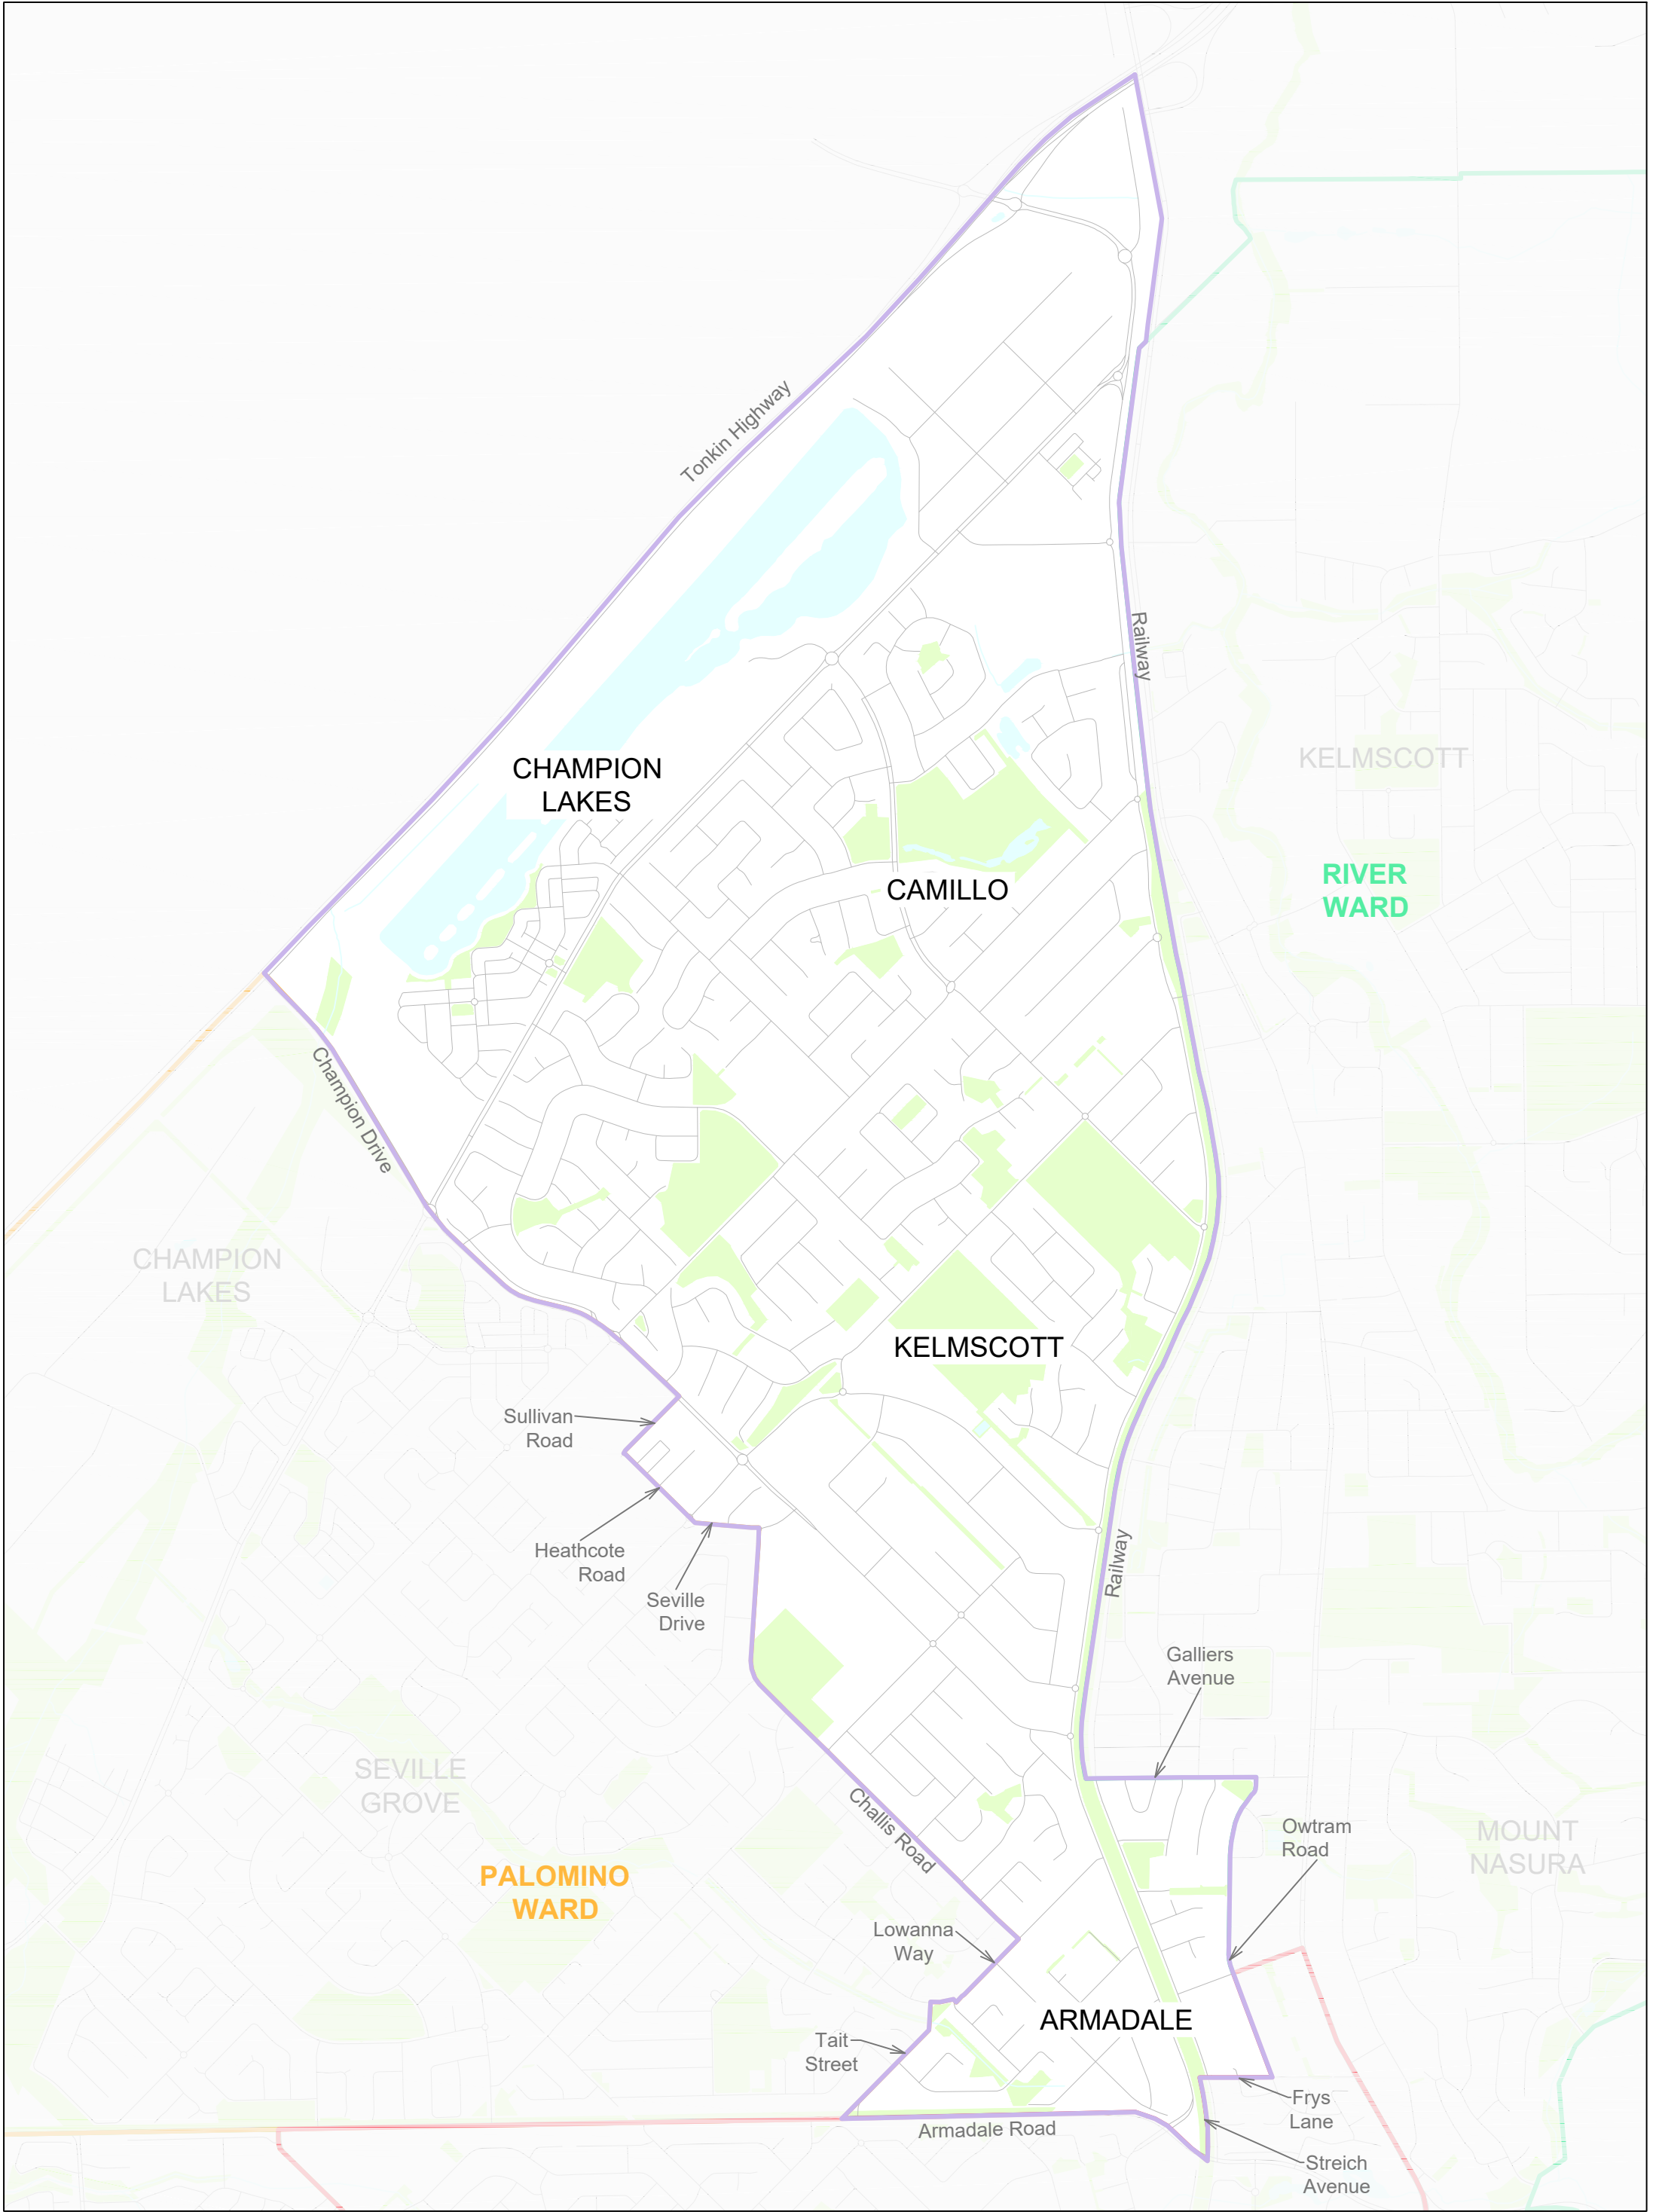 Tonkin Highway
Railway
KELMSCOTT
CHAMPION
LAKES
RIVER
WARD
CAMILLO
Champion Drive
CHAMPION
LAKES
KELMSCOTT
Sullivan
Road
Heathcote
Road
Seville
Drive
Railway
Galliers
Avenue
SEVILLE
GROVE
Challis Road
Owtram
Road
MOUNT
NASURA
PALOMINO
WARD
Lowanna
Way
ARMADALE
Tait
Street
Frys
Lane
Armadale Road
Streich
Avenue